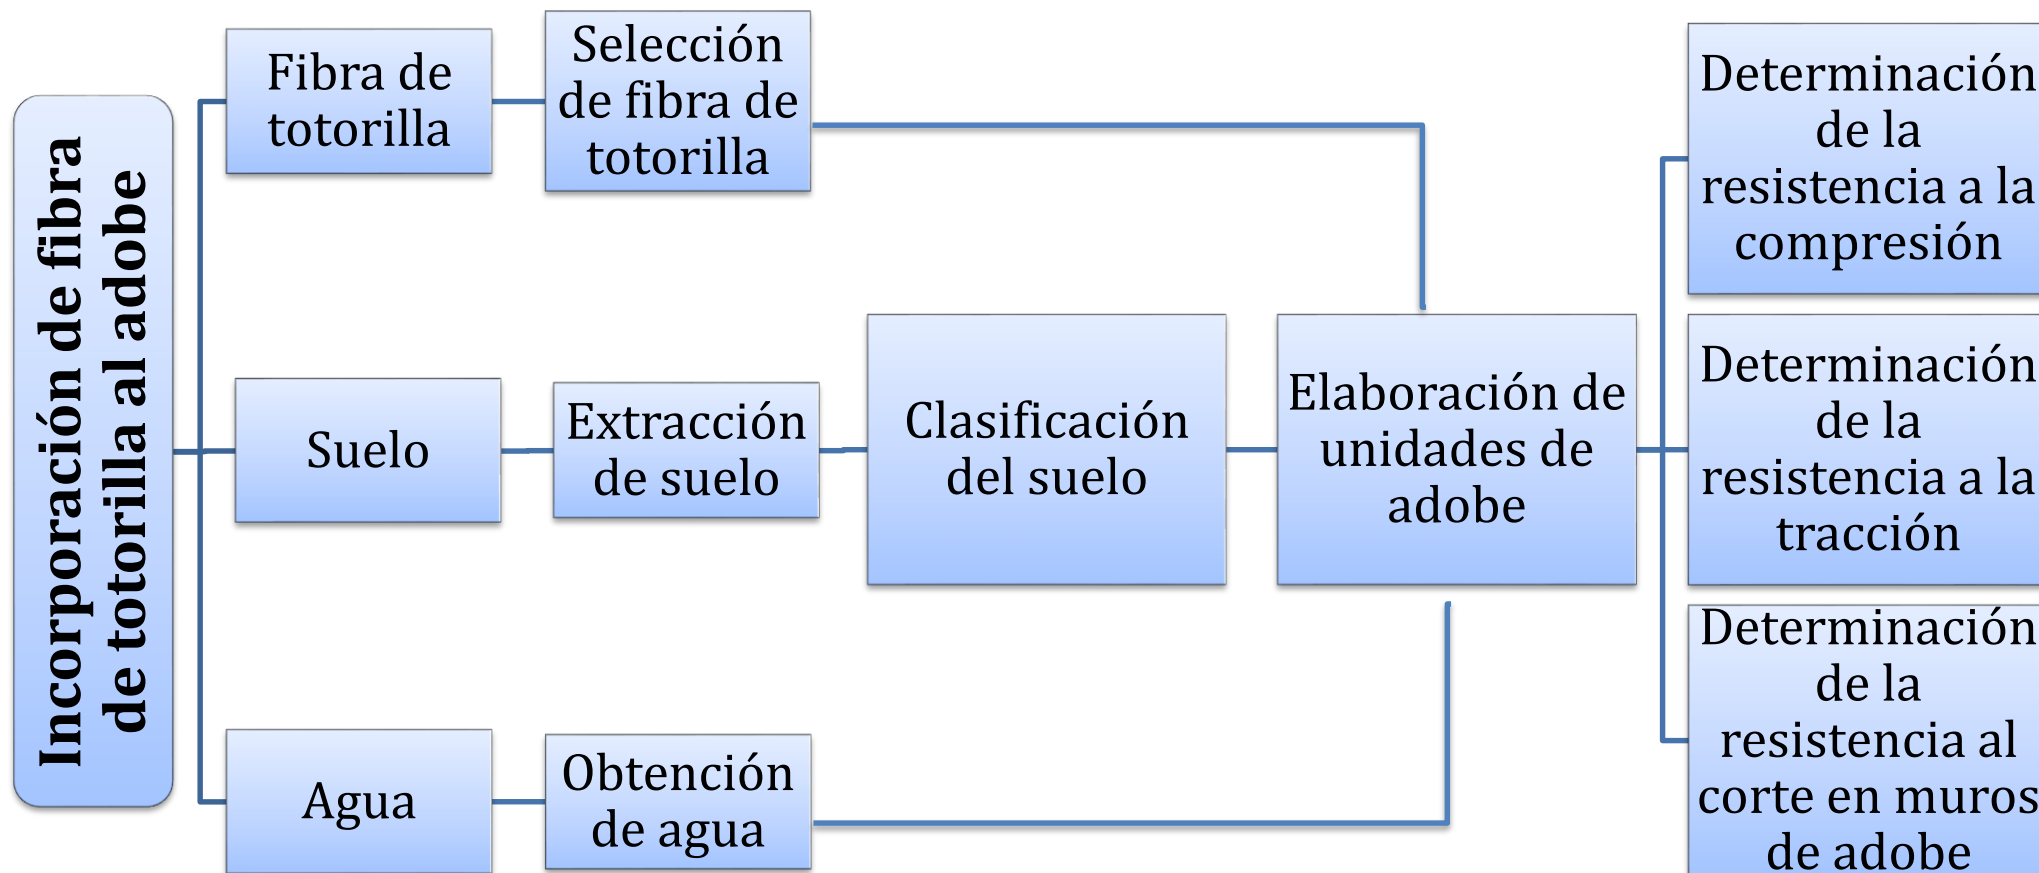 Incorporación de fibra
de totorilla al adobe
Fibra de
totorilla
Selección
de fibra de
totorilla
Suelo
Extracción
de suelo
Clasificación
del suelo
Agua
Obtención
de agua
Elaboración de
unidades de
adobe
Determinación
de la
resistencia a la
compresión
Determinación
de la
resistencia a la
tracción
Determinación
de la
resistencia al
corte en muros
de adobe